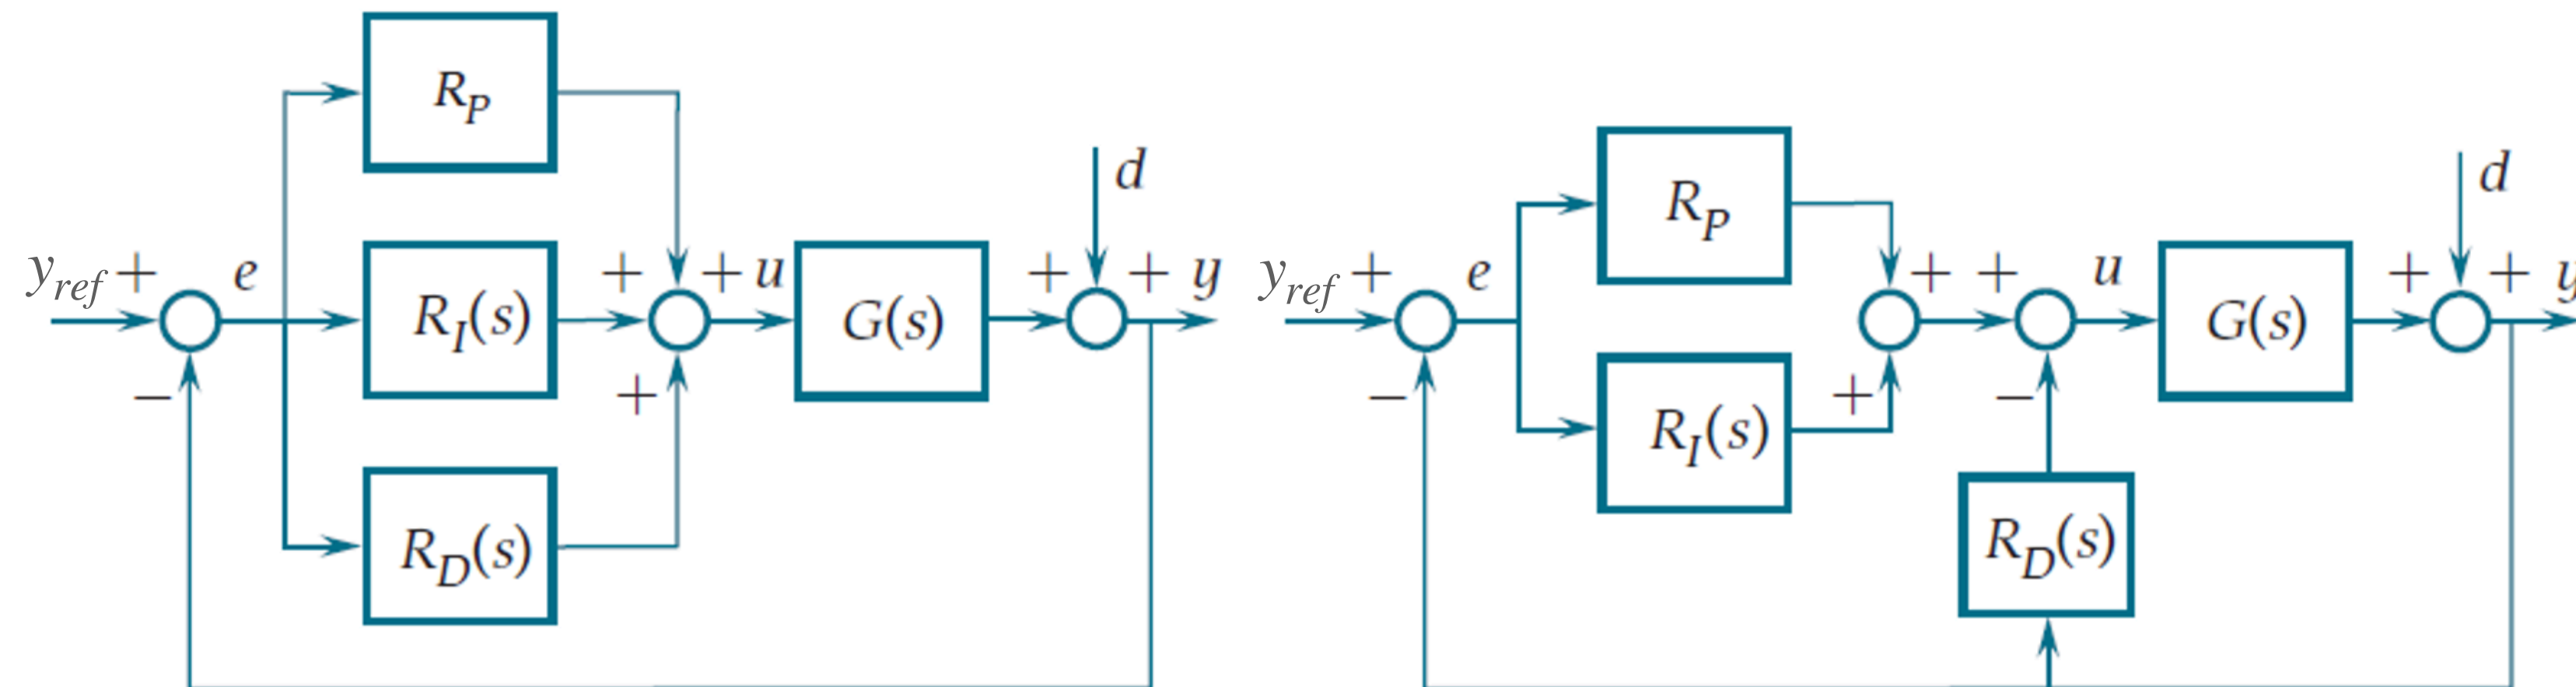 R_P
d
y_ref + e R_I(s) + + u G(s) + + y
− +
R_D(s)
d
R_P
y_ref + e + + u G(s) + + y
− R_I(s) + −
R_D(s)